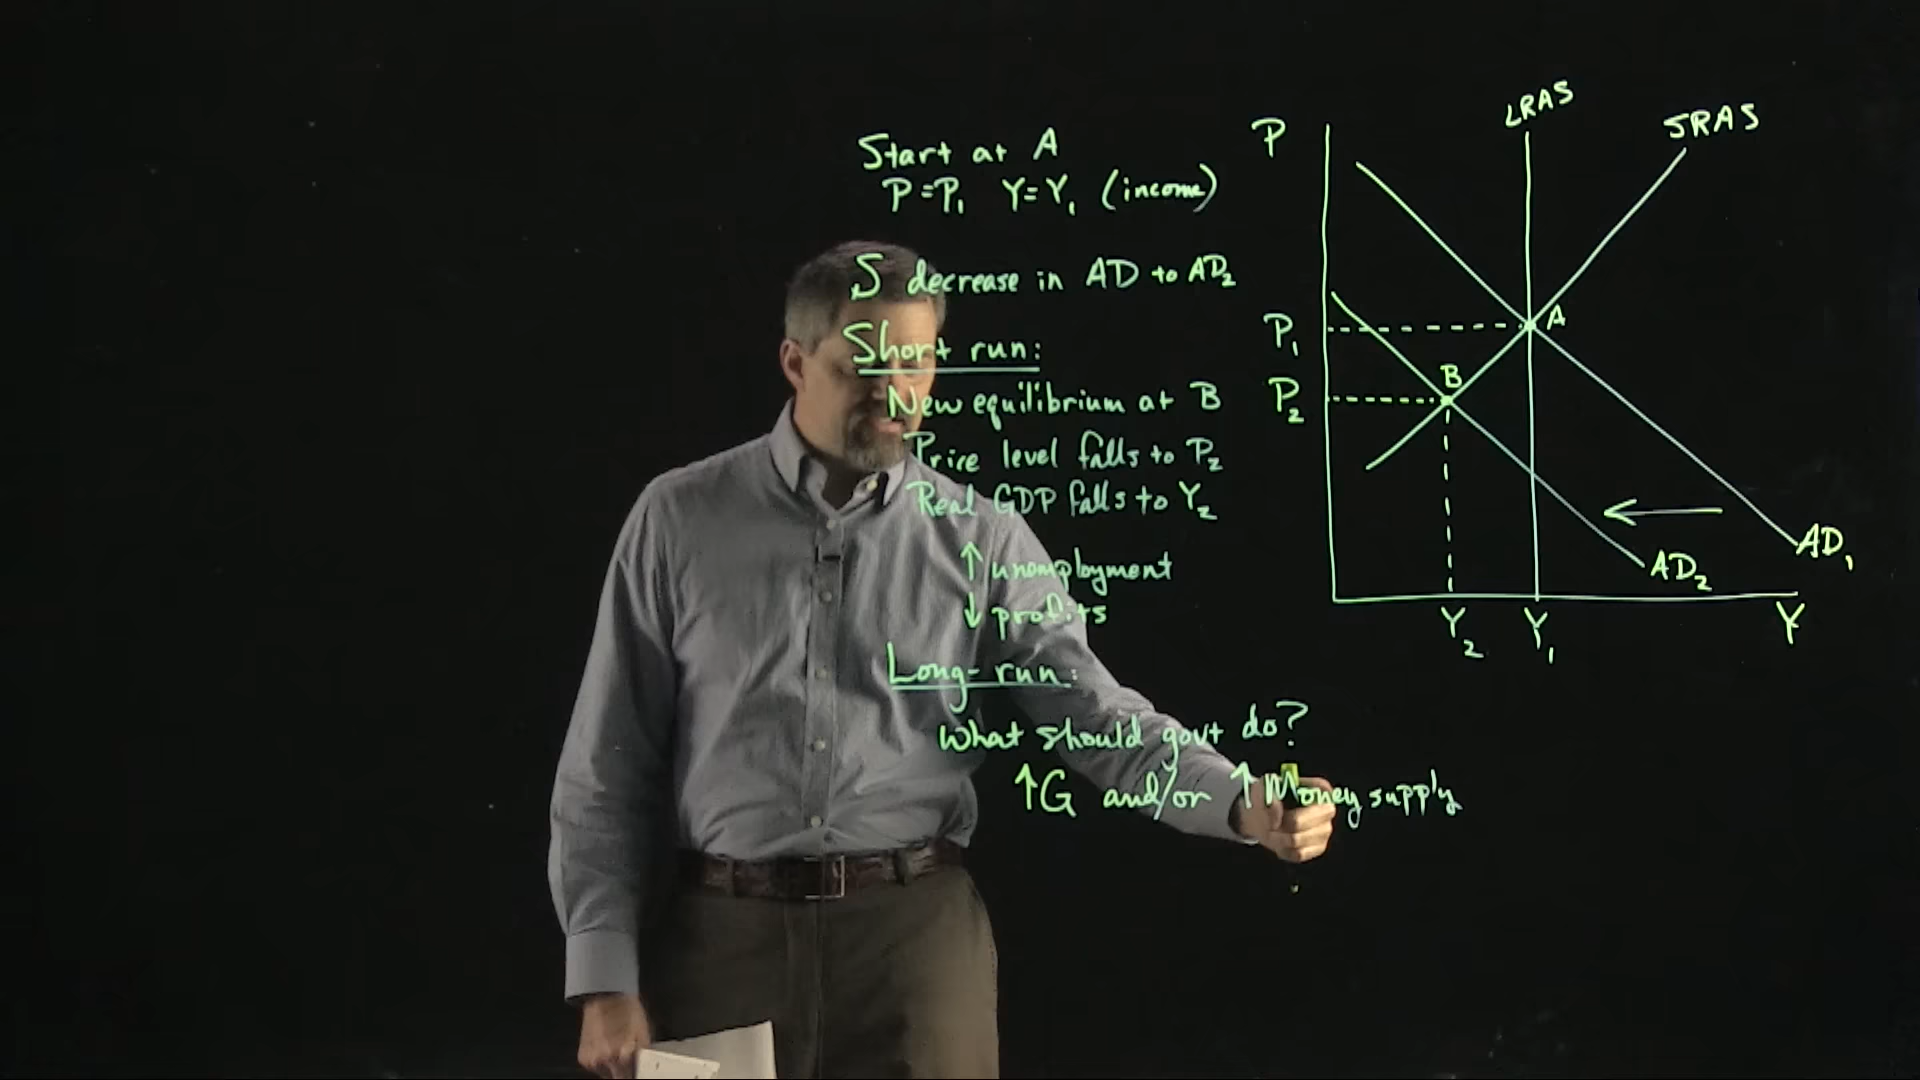 Start at A
P=P₁ Y=Y₁ (income)
S decrease in AD to AD₂
Short run:
New equilibrium at B
Price level falls to P₂
Real GDP falls to Y₂
↑ unemployment
↓ profits
Long-run:
What should govt do?
↑G and/or ↑Money supply
P
LRAS
SRAS
P₁
A
P₂
B
AD₁
AD₂
Y₂
Y₁
Y